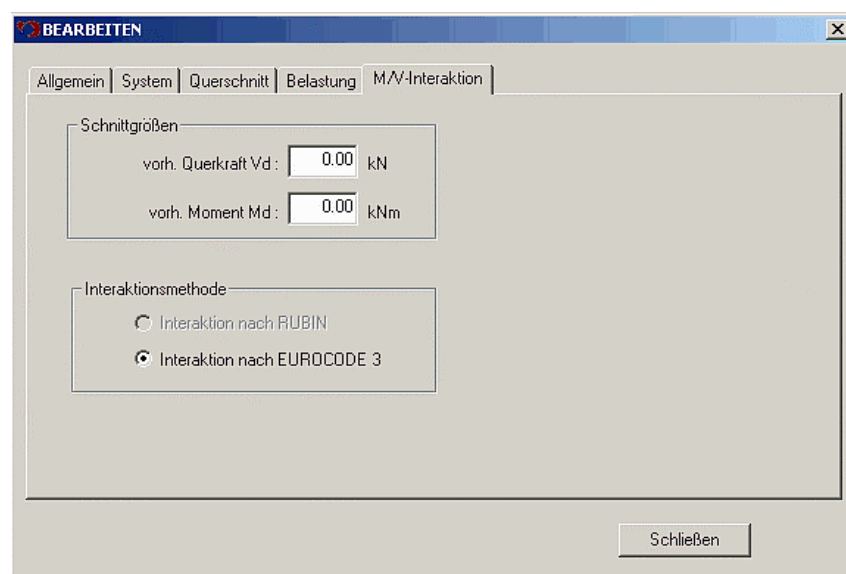 BEARBEITEN
Allgemein System Querschnitt Belastung M/V-Interaktion
Schnittgrößen
vorh. Querkraft Vd : 0.00 kN
vorh. Moment Md : 0.00 kNm
Interaktionsmethode
Interaktion nach RUBIN
Interaktion nach EUROCODE 3
Schließen